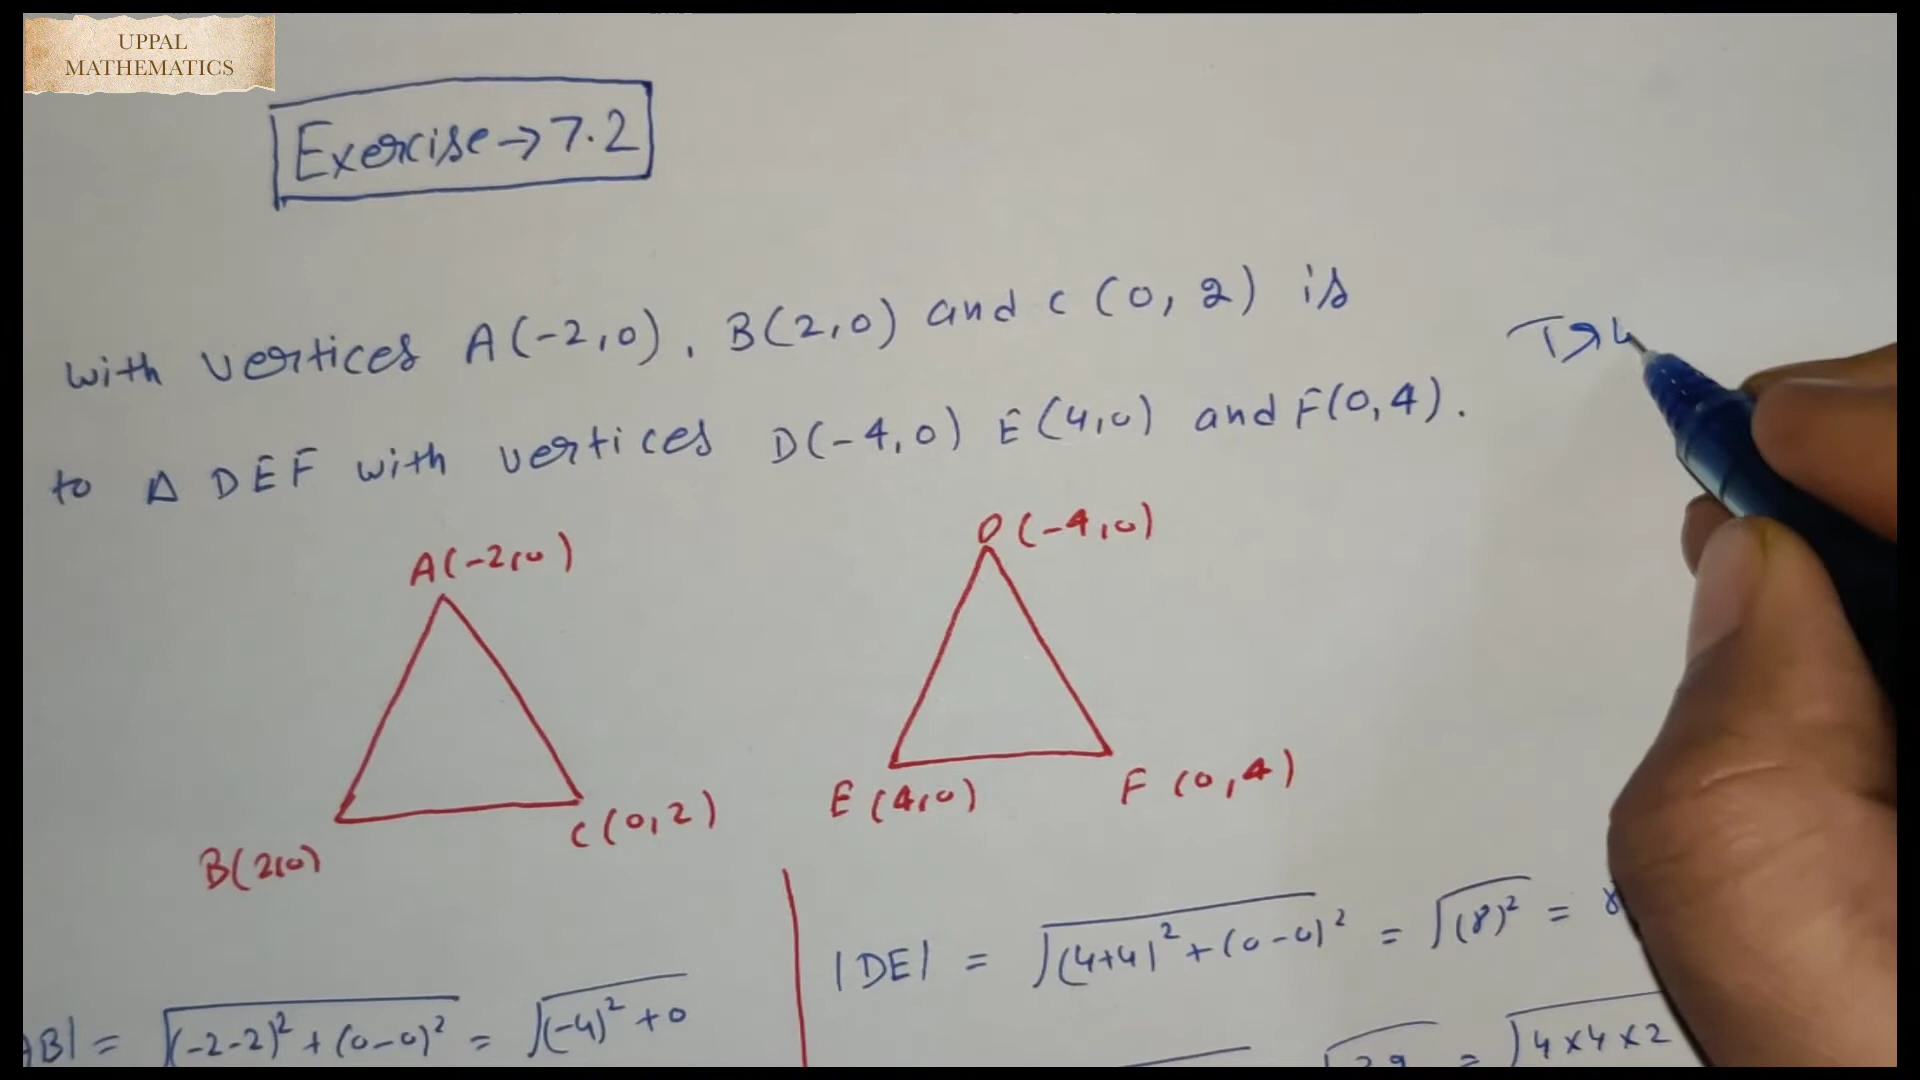 UPPAL
MATHEMATICS
Exercise→7.2
with vertices A(-2,0), B(2,0) and C(0, 2) is
to Δ DEF with vertices D(-4,0) E(4,0) and F(0,4).
A(-2,0)
D(-4,0)
B(2,0)
C(0,2)
E(4,0)
F(0,4)
|DE| = √(4+4)²+(0-0)² = √(8)² = 8
AB| = √(-2-2)²+(0-0)² = √(-4)²+0
= √4×4×2